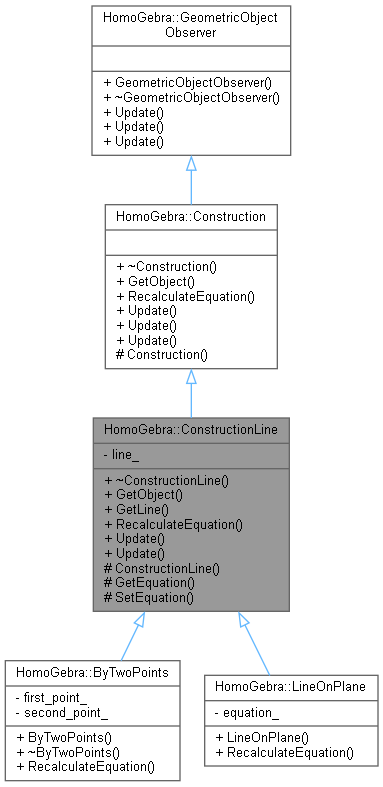 HomoGebra::GeometricObject
Observer
+ GeometricObjectObserver()
+ ~GeometricObjectObserver()
+ Update()
+ Update()
+ Update()
HomoGebra::Construction
+ ~Construction()
+ GetObject()
+ RecalculateEquation()
+ Update()
+ Update()
+ Update()
# Construction()
HomoGebra::ConstructionLine
- line_
+ ~ConstructionLine()
+ GetObject()
+ GetLine()
+ RecalculateEquation()
+ Update()
+ Update()
# ConstructionLine()
# GetEquation()
# SetEquation()
HomoGebra::ByTwoPoints
- first_point_
- second_point_
+ ByTwoPoints()
+ ~ByTwoPoints()
+ RecalculateEquation()
HomoGebra::LineOnPlane
- equation_
+ LineOnPlane()
+ RecalculateEquation()